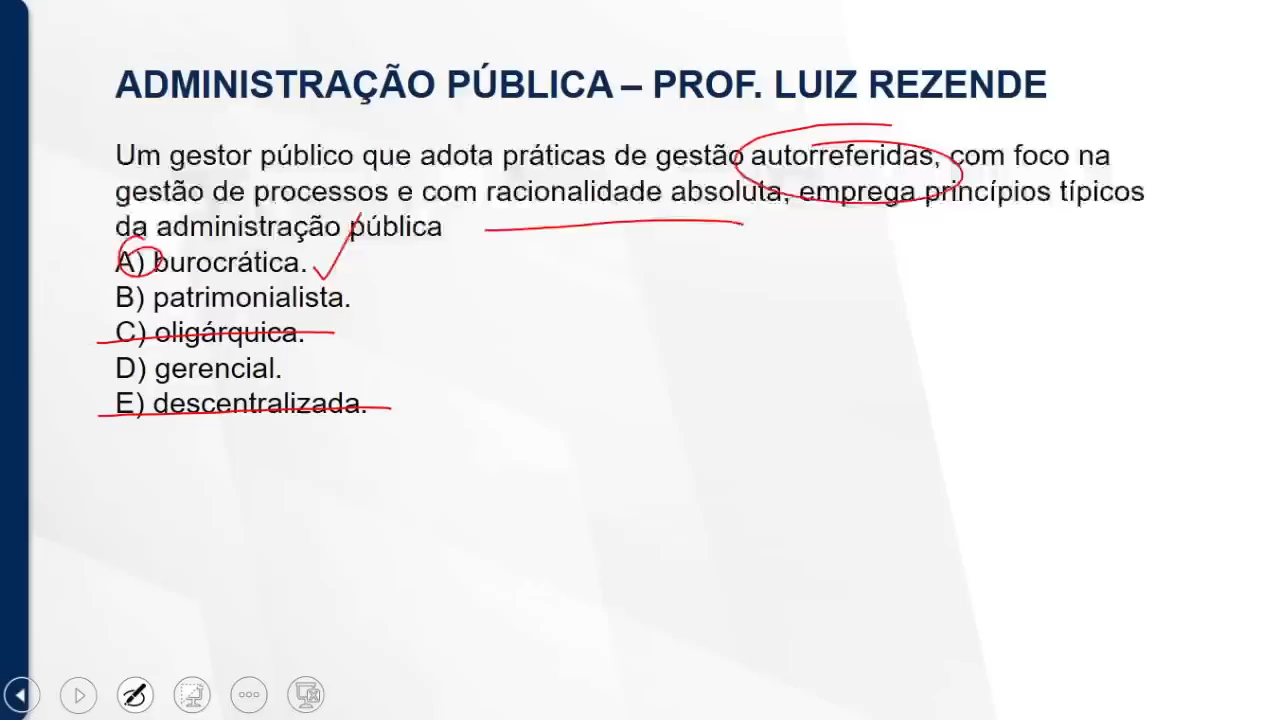 ADMINISTRAÇÃO PÚBLICA – PROF. LUIZ REZENDE
Um gestor público que adota práticas de gestão autorreferidas, com foco na
gestão de processos e com racionalidade absoluta, emprega princípios típicos
da administração pública
A) burocrática.
B) patrimonialista.
C) oligárquica.
D) gerencial.
E) descentralizada.